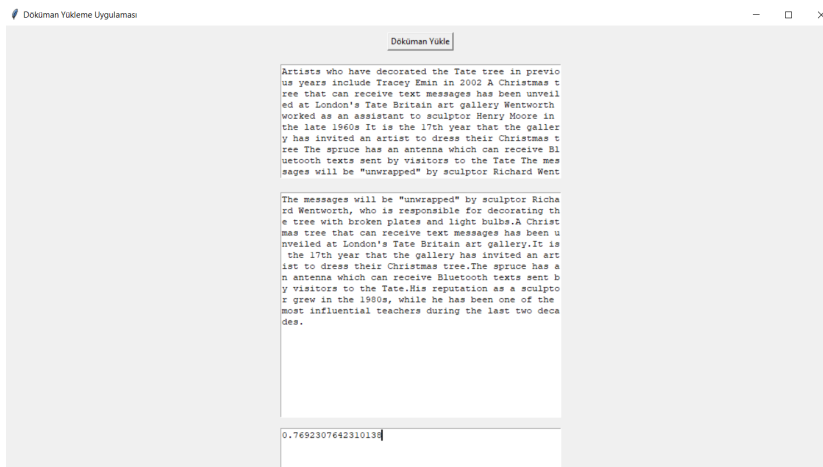 Döküman Yükleme Uygulaması
Döküman Yükle
Artists who have decorated the Tate tree in previo
us years include Tracey Emin in 2002 A Christmas t
ree that can receive text messages has been unveil
ed at London's Tate Britain art gallery Wentworth
worked as an assistant to sculptor Henry Moore in
the late 1960s It is the 17th year that the galler
y has invited an artist to dress their Christmas t
ree The spruce has an antenna which can receive Bl
uetooth texts sent by visitors to the Tate The mes
sages will be "unwrapped" by sculptor Richard Went
The messages will be "unwrapped" by sculptor Richa
rd Wentworth, who is responsible for decorating th
e tree with broken plates and light bulbs.A Christ
mas tree that can receive text messages has been u
nveiled at London's Tate Britain art gallery.It is
the 17th year that the gallery has invited an art
ist to dress their Christmas tree.The spruce has a
n antenna which can receive Bluetooth texts sent b
y visitors to the Tate.His reputation as a sculpto
r grew in the 1980s, while he has been one of the
most influential teachers during the last two deca
des.
0.7692307642310138